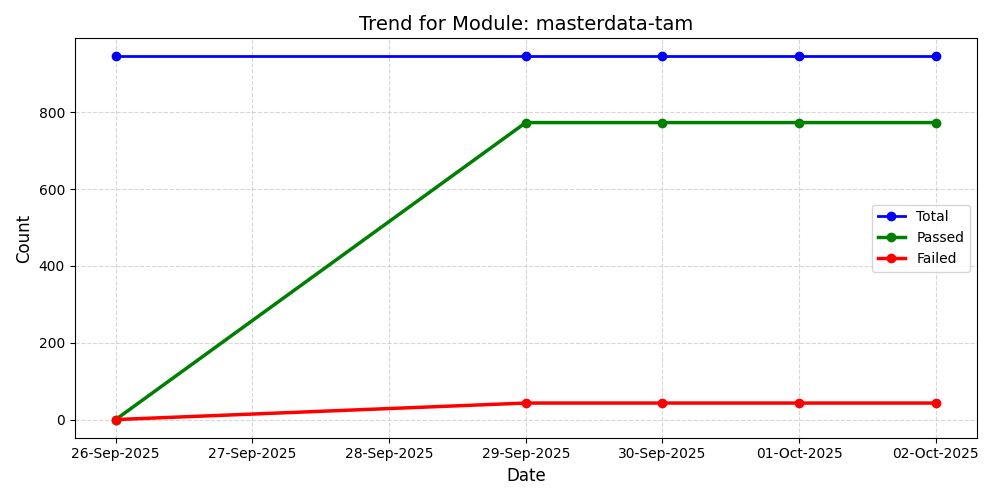 Trend for Module: masterdata-tam
800
600
400
200
0
Count
Total
Passed
Failed
26-Sep-2025 27-Sep-2025 28-Sep-2025 29-Sep-2025 30-Sep-2025 01-Oct-2025 02-Oct-2025
Date